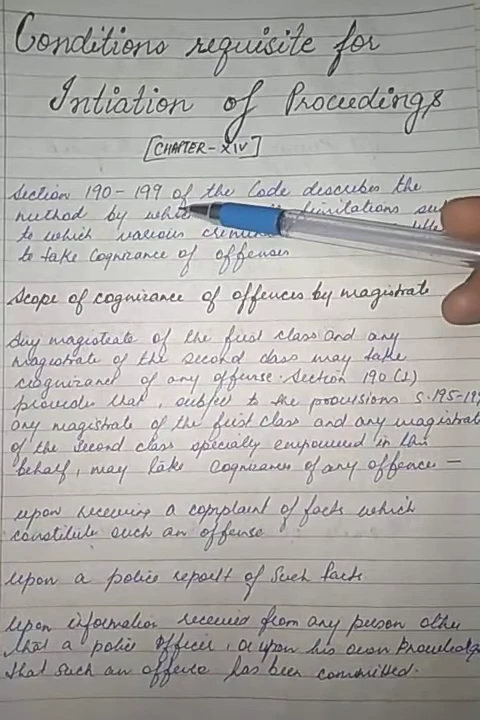 Conditions requisite for
Intiation of Proceedings
[CHAPTER-XIV]
Section 190-199 of the Code describes the
method by limitations
to which various
to take Cognizance of offenses
Scope of cognizance of offences by magistrate
Any magistrate of the first class and any
magistrate of the second class may take
cognizance of any offense. Section 190 (1)
provides that, subject to the provisions S. 195-199
any magistrate of the first class and any magistrate
of the second class specially empowered in this
behalf, may take Cognizance of any offence -
upon receiving a complaint of facts which
constitute such an offense
Upon a police report of such facts
Upon information received from any person other
that a police officer, or upon his own knowledge
that such an offence has been committed.